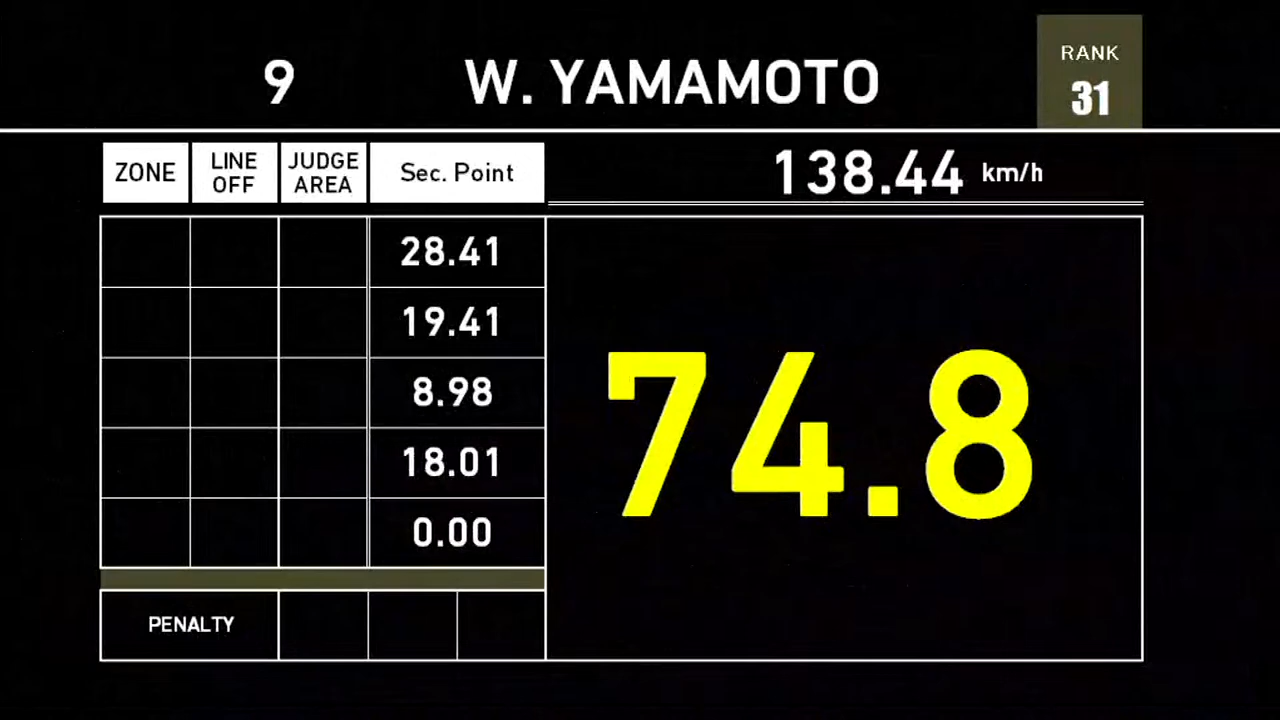 9 W. YAMAMOTO
RANK
31
ZONE
LINE
OFF
JUDGE
AREA
Sec. Point
138.44 km/h
28.41
19.41
8.98
18.01
0.00
74.8
PENALTY